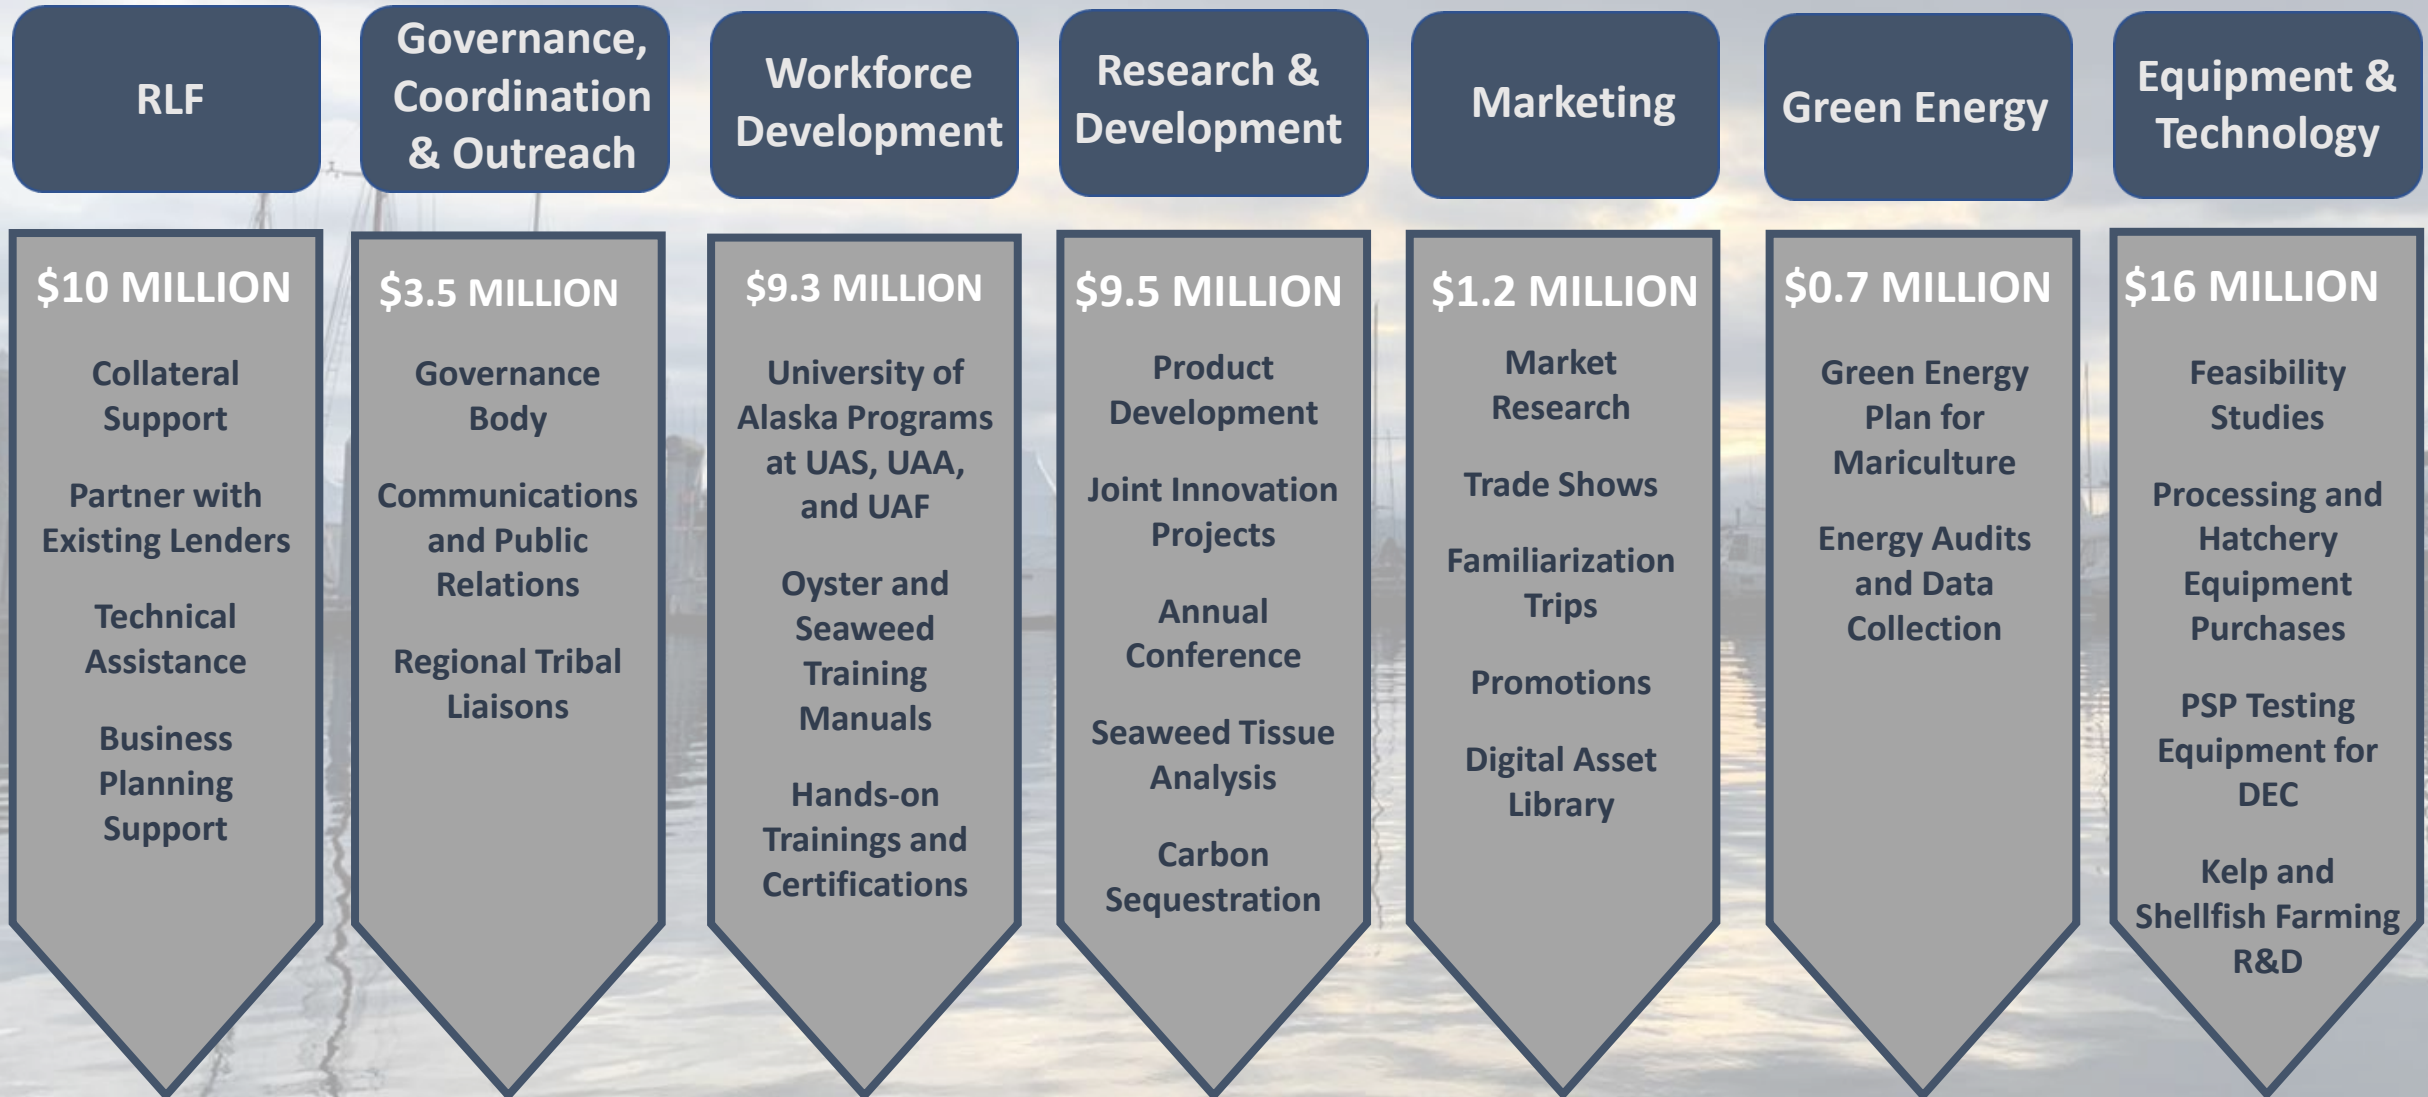 RLF
Governance,
Coordination
& Outreach
Workforce
Development
Research &
Development
Marketing
Green Energy
Equipment &
Technology
$10 MILLION
Collateral
Support
Partner with
Existing Lenders
Technical
Assistance
Business
Planning
Support
$3.5 MILLION
Governance
Body
Communications
and Public
Relations
Regional Tribal
Liaisons
$9.3 MILLION
University of
Alaska Programs
at UAS, UAA,
and UAF
Oyster and
Seaweed
Training
Manuals
Hands-on
Trainings and
Certifications
$9.5 MILLION
Product
Development
Joint Innovation
Projects
Annual
Conference
Seaweed Tissue
Analysis
Carbon
Sequestration
$1.2 MILLION
Market
Research
Trade Shows
Familiarization
Trips
Promotions
Digital Asset
Library
$0.7 MILLION
Green Energy
Plan for
Mariculture
Energy Audits
and Data
Collection
$16 MILLION
Feasibility
Studies
Processing and
Hatchery
Equipment
Purchases
PSP Testing
Equipment for
DEC
Kelp and
Shellfish Farming
R&D